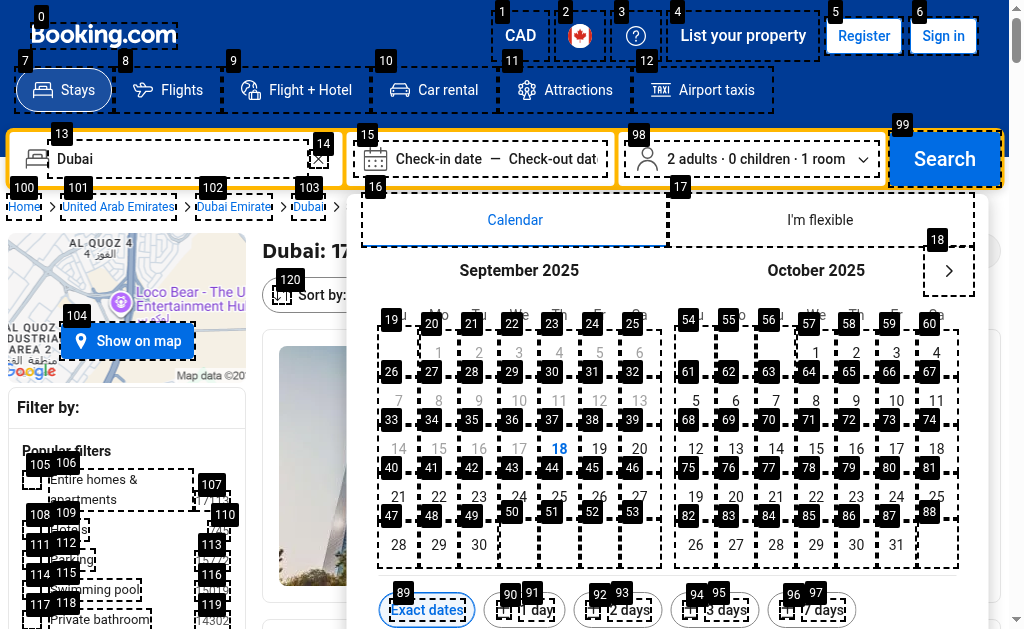 Booking.com
CAD
List your property
Register
Sign in
Stays
Flights
Flight + Hotel
Car rental
Attractions
Airport taxis
Dubai
Check-in date — Check-out dat
2 adults · 0 children · 1 room
Search
Home > United Arab Emirates > Dubai Emirate > Dubai >
Calendar
I'm flexible
AL QUOZ 4
القوز 4
Loco Bear - The U
Entertainment Hu
AL QUOZ
INDUSTRIA
AREA 2
Show on map
Google
Map data ©20
Dubai: 17
Sort by:
September 2025
1 2 3 4 5 6
7 8 9 10 11 12 13
14 15 16 17 18 19 20
21 22 23 24 25 26 27
28 29 30
October 2025
1 2 3 4
5 6 7 8 9 10 11
12 13 14 15 16 17 18
19 20 21 22 23 24 25
26 27 28 29 30 31
Exact dates
1 day
2 days
3 days
7 days
Filter by:
Popular filters
Entire homes &
apartments
Hotels
Parking
Swimming pool
Private bathroom
14302
0
1
2
3
4
5
6
7
8
9
10
11
12
13
14
15
16
17
18
19 20 21 22 23 24 25
26 27 28 29 30 31 32
33 34 35 36 37 38 39
40 41 42 43 44 45 46
47 48 49 50 51 52 53
54 55 56 57 58 59 60
61 62 63 64 65 66 67
68 69 70 71 72 73 74
75 76 77 78 79 80 81
82 83 84 85 86 87 88
89
90 91
92 93
94 95
96 97
98
99
100
101
102
103
104
105 106
107
108 109
110
111 112
113
114 115
116
117 118
119
120